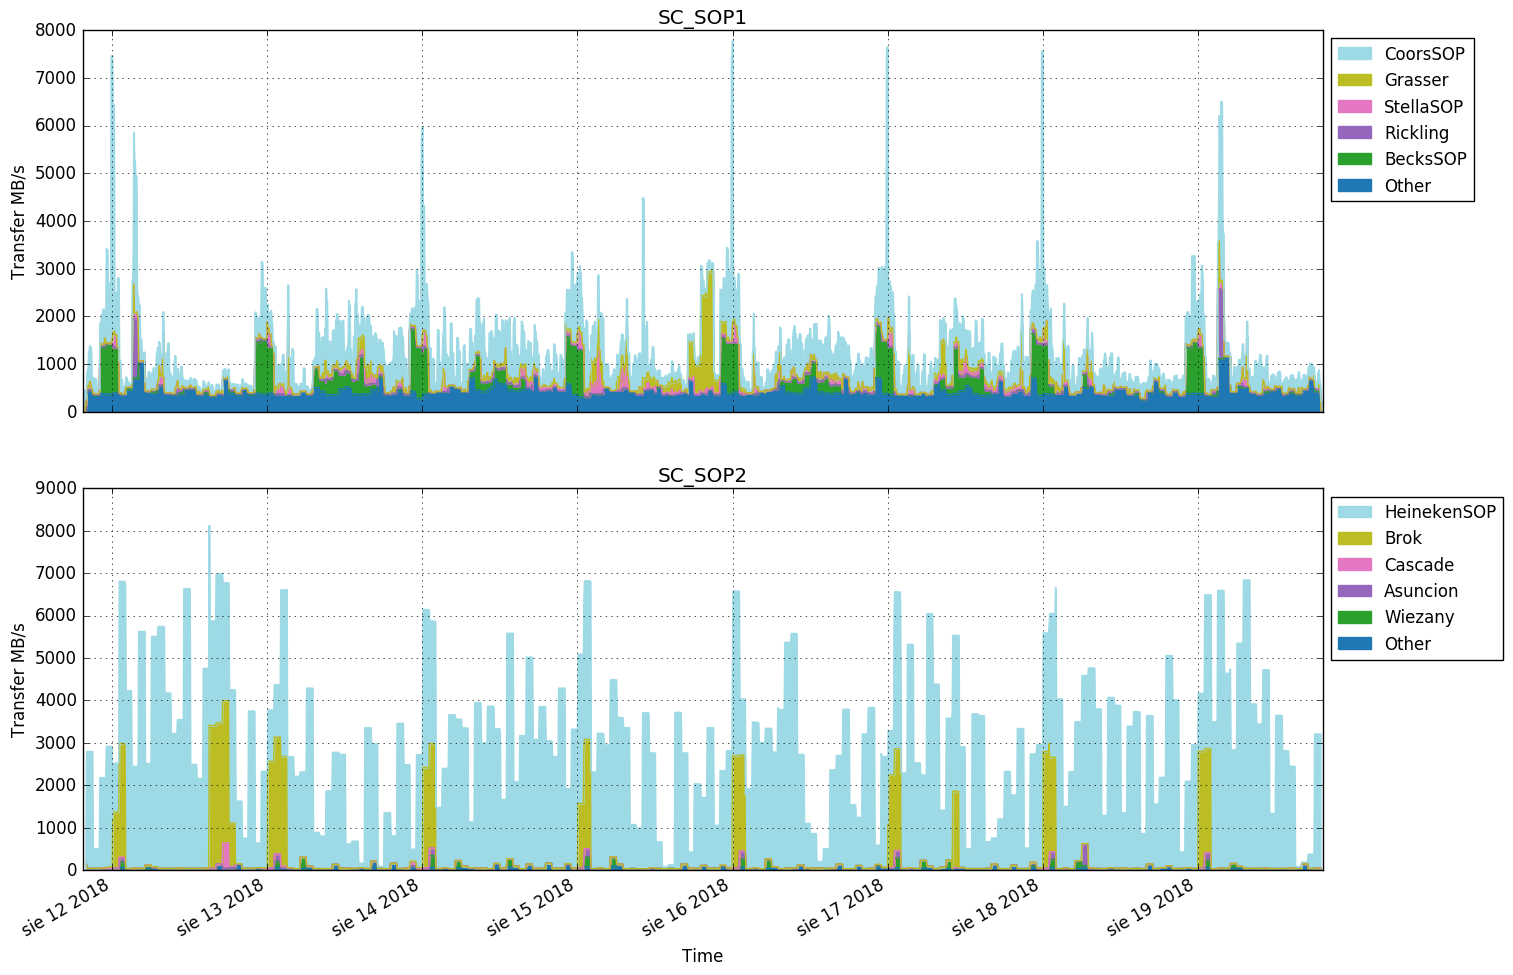 SC_SOP1
8000
7000
6000
5000
4000
3000
2000
1000
0
Transfer MB/s
CoorsSOP
Grasser
StellaSOP
Rickling
BecksSOP
Other
SC_SOP2
9000
8000
7000
6000
5000
4000
3000
2000
1000
0
Transfer MB/s
HeinekenSOP
Brok
Cascade
Asuncion
Wiezany
Other
sie 12 2018
sie 13 2018
sie 14 2018
sie 15 2018
sie 16 2018
sie 17 2018
sie 18 2018
sie 19 2018
Time